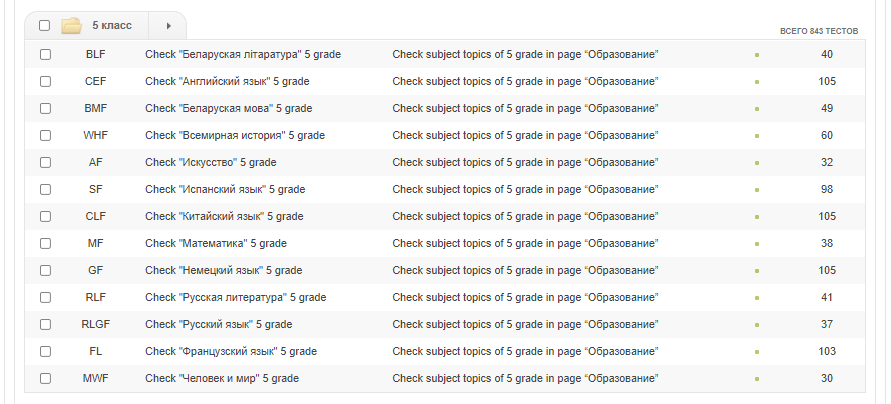 5 класс
ВСЕГО 843 ТЕСТОВ
BLF Check "Беларуская літаратура" 5 grade Check subject topics of 5 grade in page “Образование” 40
CEF Check "Английский язык" 5 grade Check subject topics of 5 grade in page “Образование” 105
BMF Check "Беларуская мова" 5 grade Check subject topics of 5 grade in page “Образование” 49
WHF Check "Всемирная история" 5 grade Check subject topics of 5 grade in page “Образование” 60
AF Check "Искусство" 5 grade Check subject topics of 5 grade in page “Образование” 32
SF Check "Испанский язык" 5 grade Check subject topics of 5 grade in page “Образование” 98
CLF Check "Китайский язык" 5 grade Check subject topics of 5 grade in page “Образование” 105
MF Check "Математика" 5 grade Check subject topics of 5 grade in page “Образование” 38
GF Check "Немецкий язык" 5 grade Check subject topics of 5 grade in page “Образование” 105
RLF Check "Русская литература" 5 grade Check subject topics of 5 grade in page “Образование” 41
RLGF Check "Русский язык" 5 grade Check subject topics of 5 grade in page “Образование” 37
FL Check "Французский язык" 5 grade Check subject topics of 5 grade in page “Образование” 103
MWF Check "Человек и мир" 5 grade Check subject topics of 5 grade in page “Образование” 30